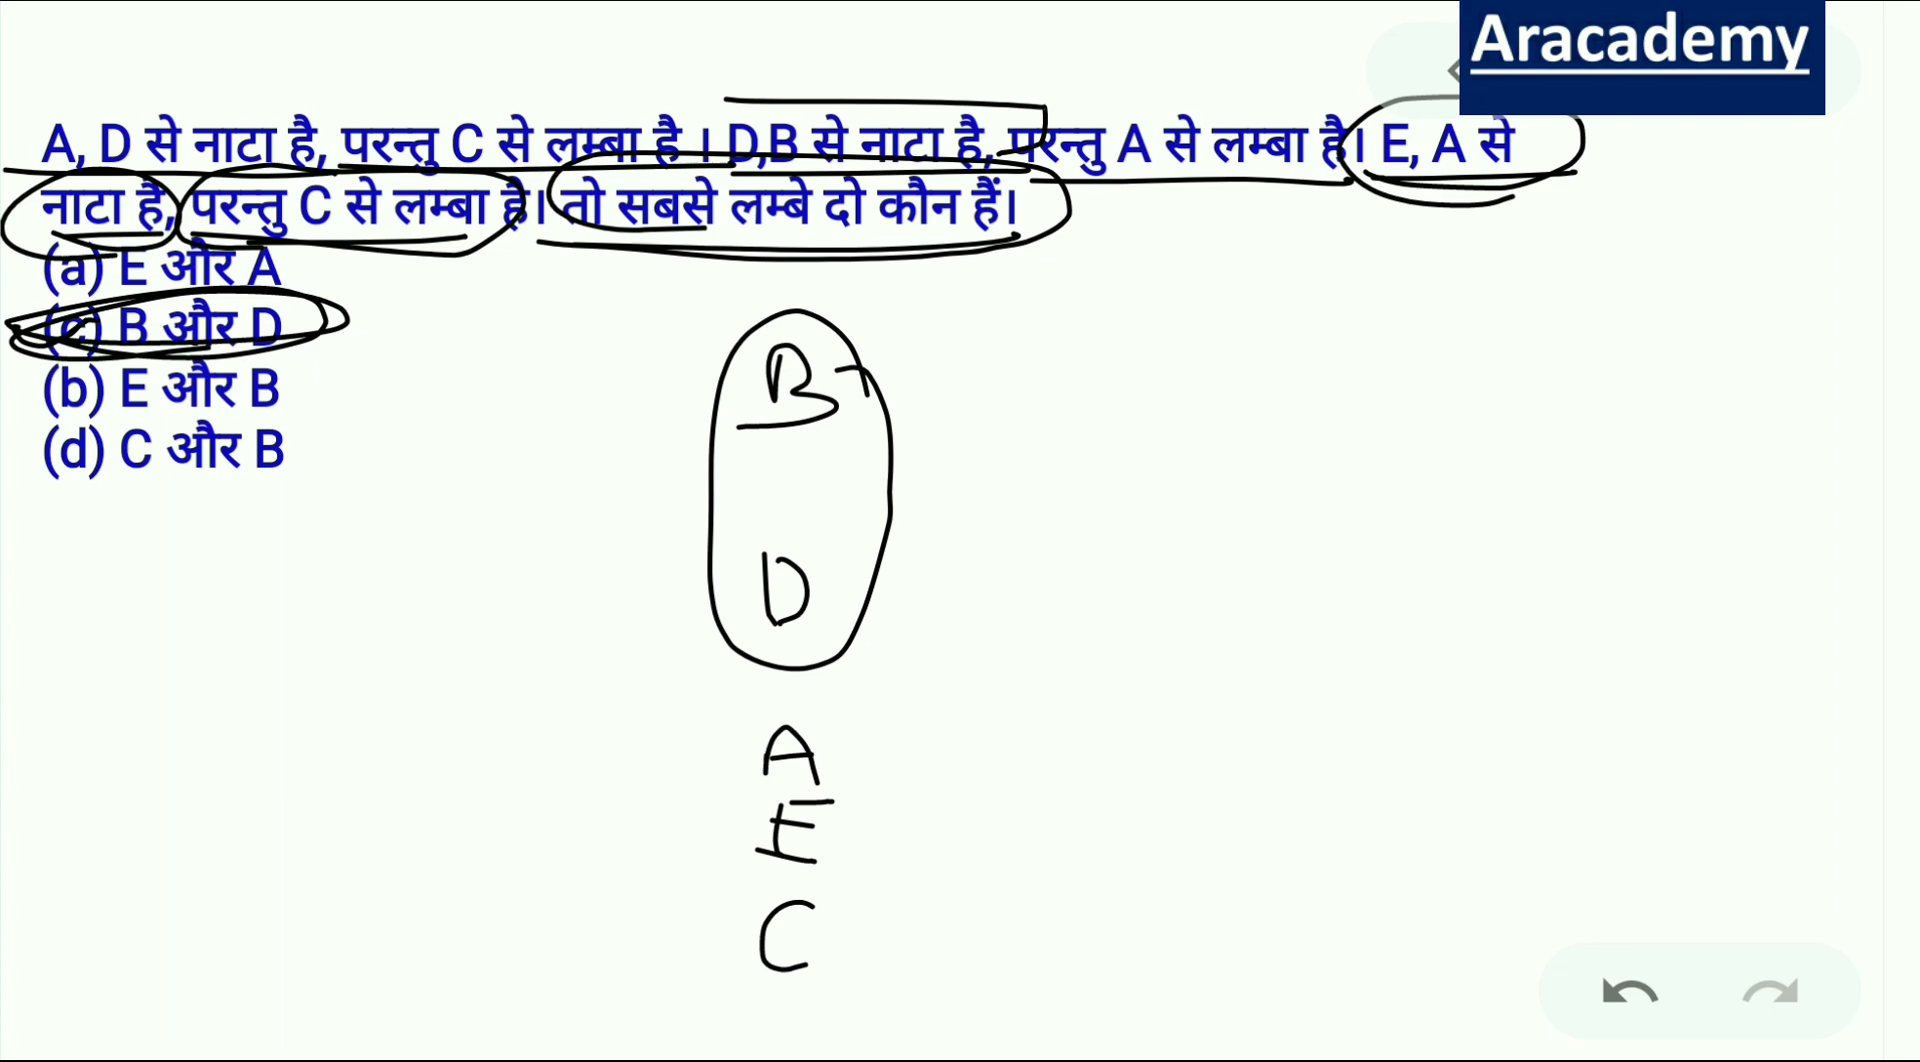 Aracademy
A, D से नाटा है, परन्तु C से लम्बा है । D,B से नाटा है, परन्तु A से लम्बा है। E, A से
नाटा है, परन्तु C से लम्बा है। तो सबसे लम्बे दो कौन हैं।
(a) E और A
(c) B और D
(b) E और B
(d) C और B
B
D
A
E
C